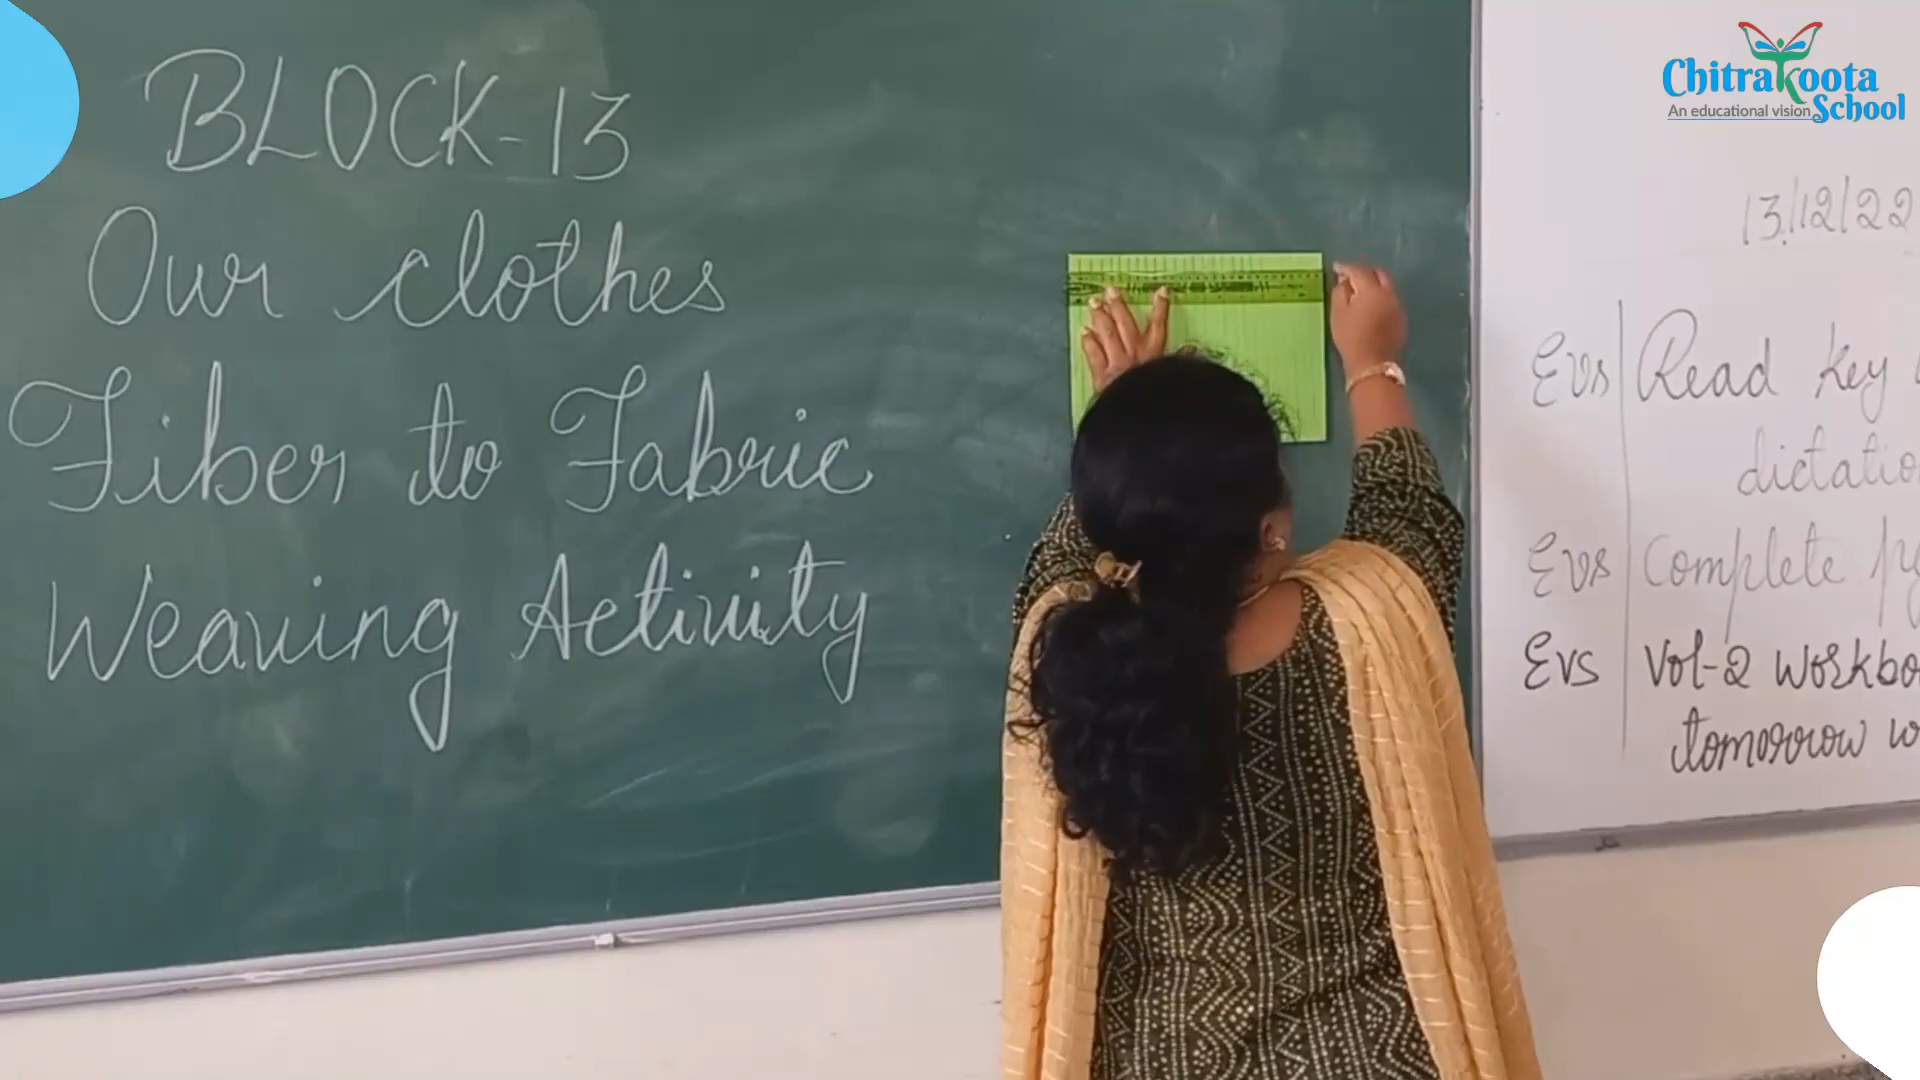 BLOCK-13
Our clothes
Fiber to Fabric
Weaving Activity
Chitrakoota
An educational vision School
13/12/22
Evs Read key
dictatio
Evs Complete
Evs Vol-2 workbo
tomorrow w